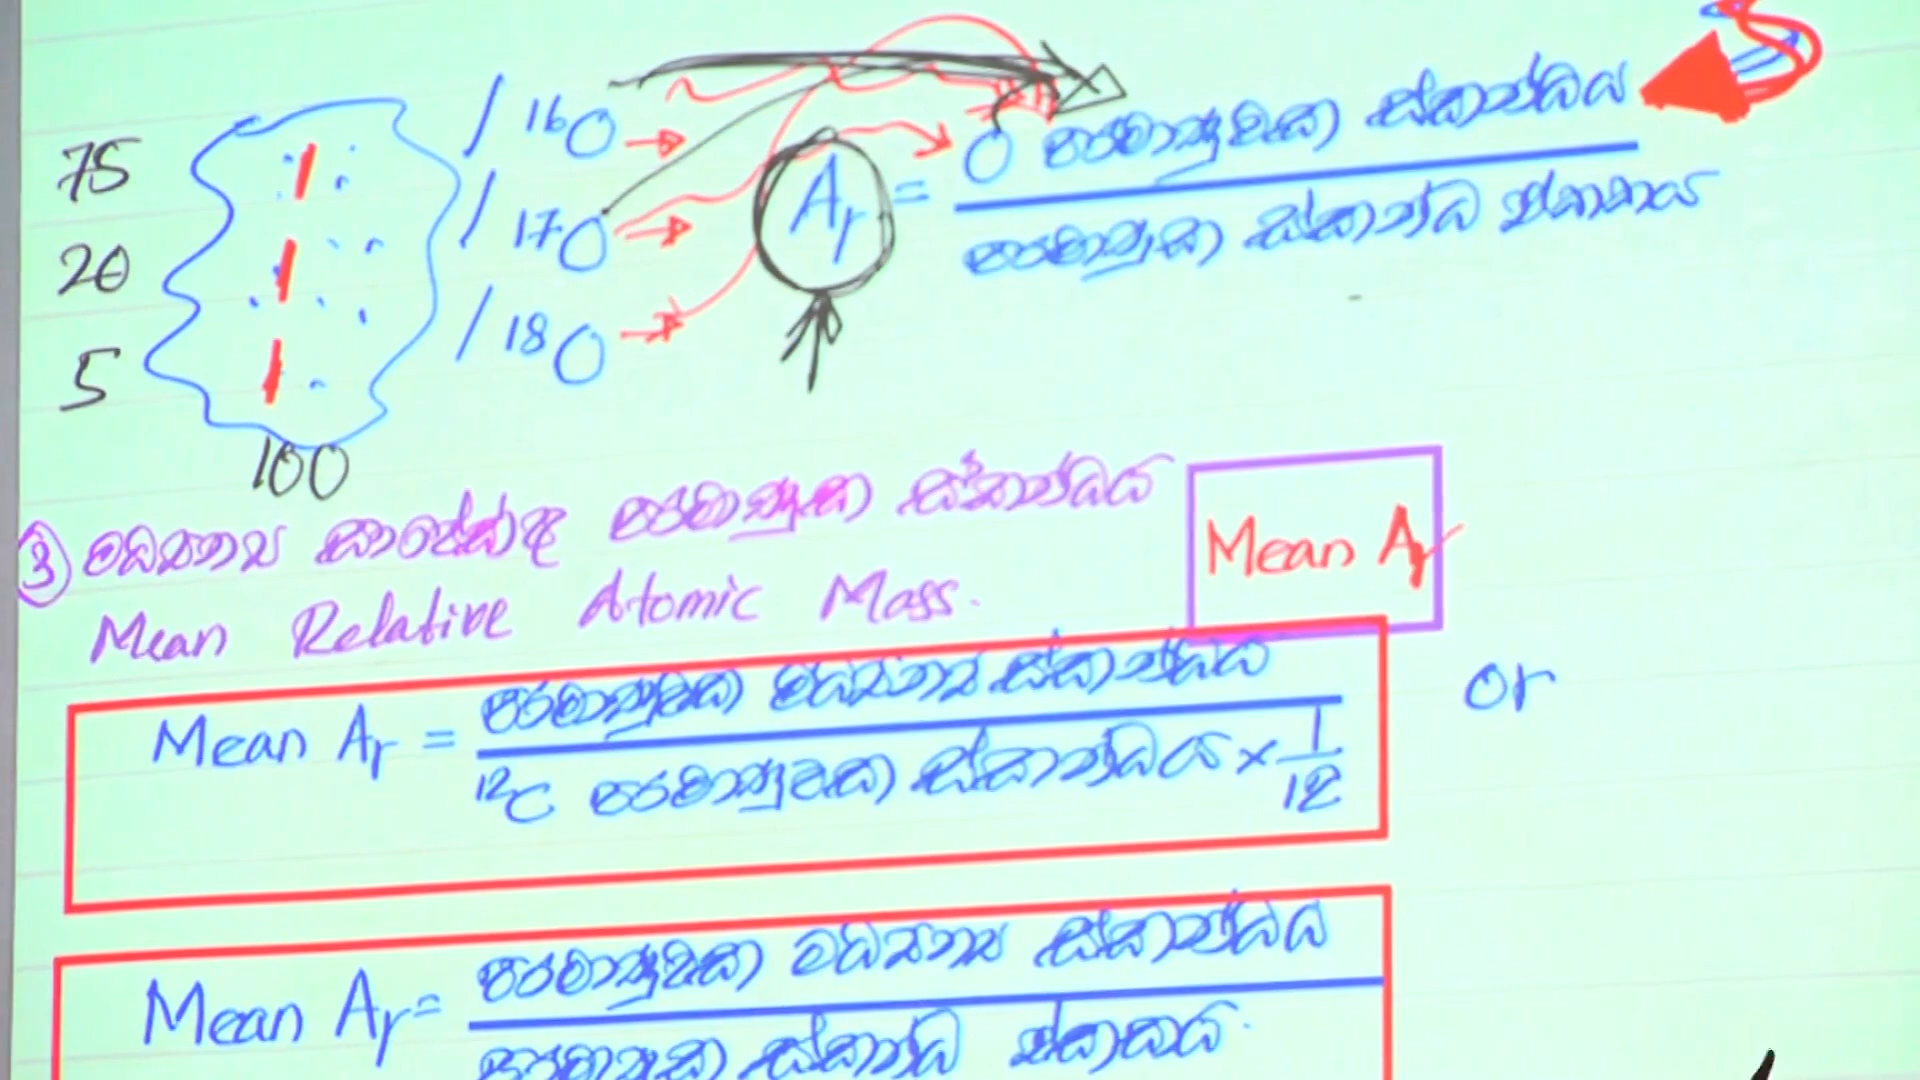 75 / 16O
20 / 17O
5 / 18O
100
Ar = O පරමාණුවක ස්කන්ධය
පරමාණුක ස්කන්ධ ඒකකය
3 මධ්‍යන්‍ය සාපේක්ෂ පරමාණුක ස්කන්ධය
Mean Ar
Mean Relative Atomic Mass.
Mean Ar = පරමාණුවක මධ්‍යන්‍ය ස්කන්ධය
12C පරමාණුවක ස්කන්ධය × 1/12
or
Mean Ar = පරමාණුවක මධ්‍යන්‍ය ස්කන්ධය
පරමාණුක ස්කන්ධ ඒකකය.